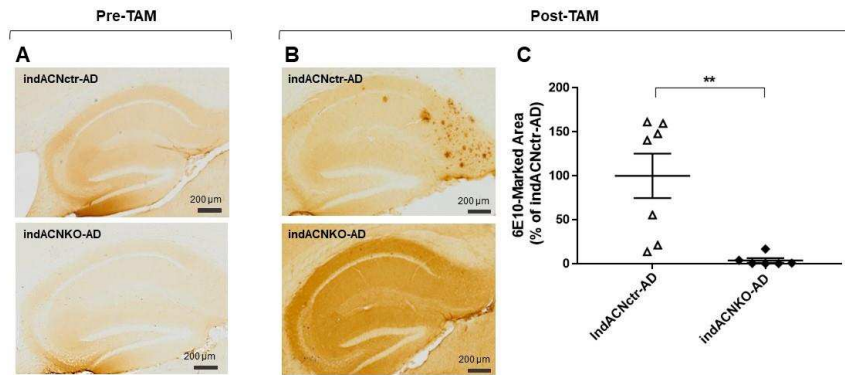 Pre-TAM
Post-TAM
A
B
C
indACNctr-AD
200 µm
indACNKO-AD
200 µm
indACNctr-AD
200 µm
indACNKO-AD
200 µm
6E10-Marked Area
(% of IndACNctr-AD)
200
150
100
50
0
**
IndACNctr-AD
indACNKO-AD